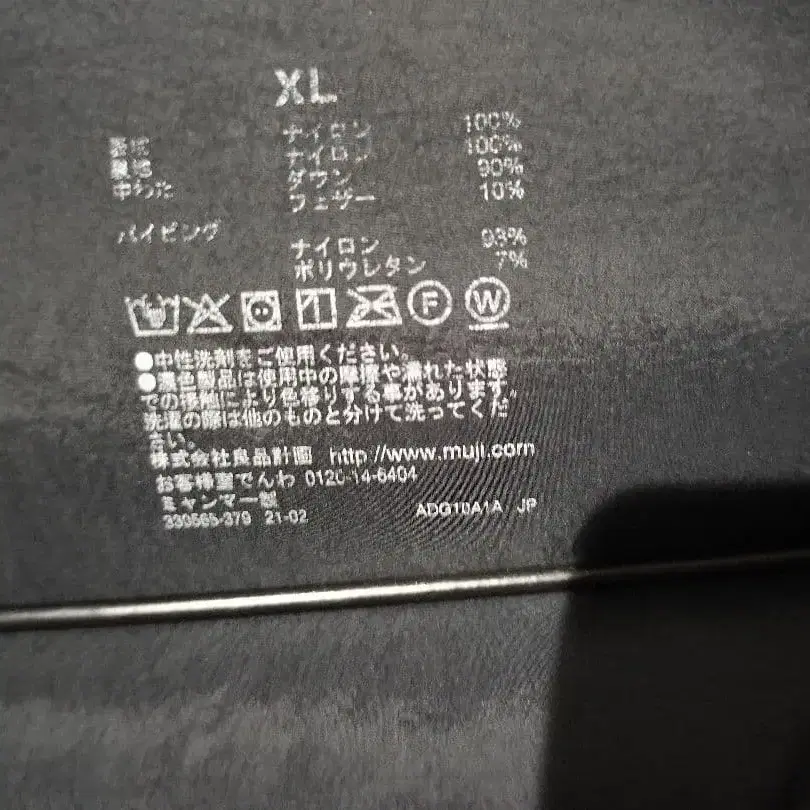 XL
表地 ナイロン 100%
裏地 ナイロン 100%
中わた ダウン 90%
フェザー 10%
パイピング ナイロン 93%
ポリウレタン 7%
F W
●中性洗剤をご使用ください。
●濃色製品は使用中の摩擦や濡れた状態
での接触により色移りする事があります。
洗濯の際は他のものと分けて洗ってくだ
さい。
株式会社良品計画 http://www.muji.com
お客様室でんわ 0120-14-6404
ミャンマー製
21-02 ADG10A1A JP